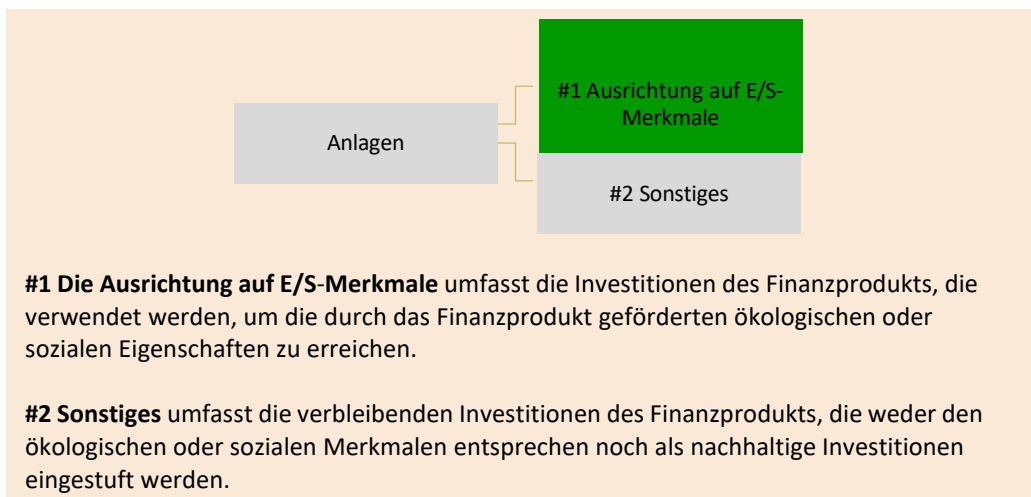 #1 Ausrichtung auf E/S-
Merkmale
Anlagen
#2 Sonstiges
#1 Die Ausrichtung auf E/S-Merkmale umfasst die Investitionen des Finanzprodukts, die
verwendet werden, um die durch das Finanzprodukt geförderten ökologischen oder
sozialen Eigenschaften zu erreichen.
#2 Sonstiges umfasst die verbleibenden Investitionen des Finanzprodukts, die weder den
ökologischen oder sozialen Merkmalen entsprechen noch als nachhaltige Investitionen
eingestuft werden.